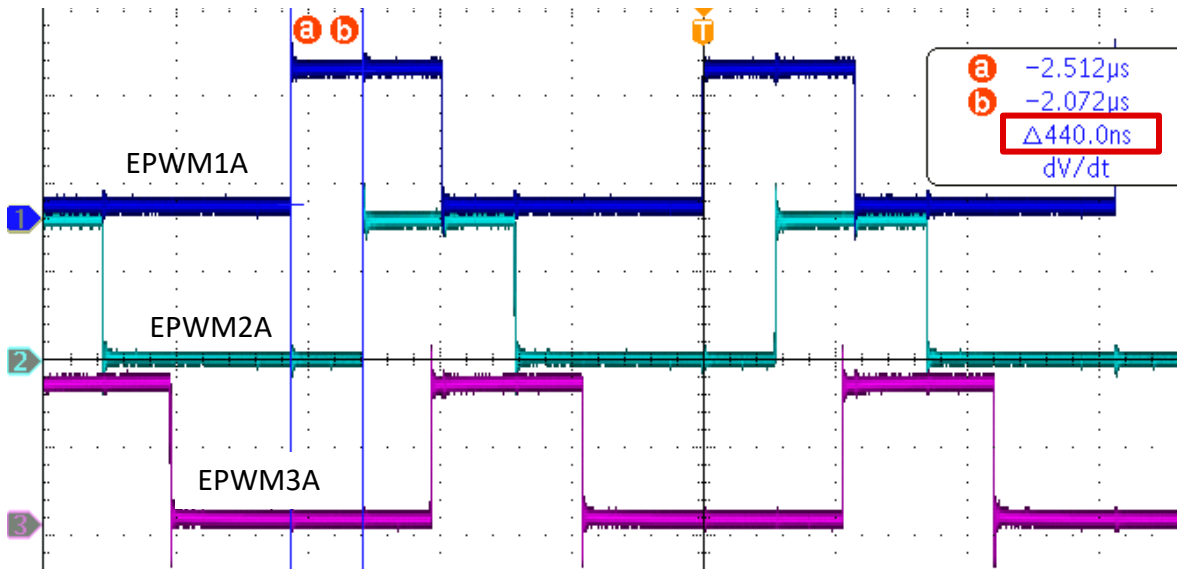 a b
T
a −2.512µs
b −2.072µs
Δ440.0ns
dV/dt
EPWM1A
1
EPWM2A
2
EPWM3A
3